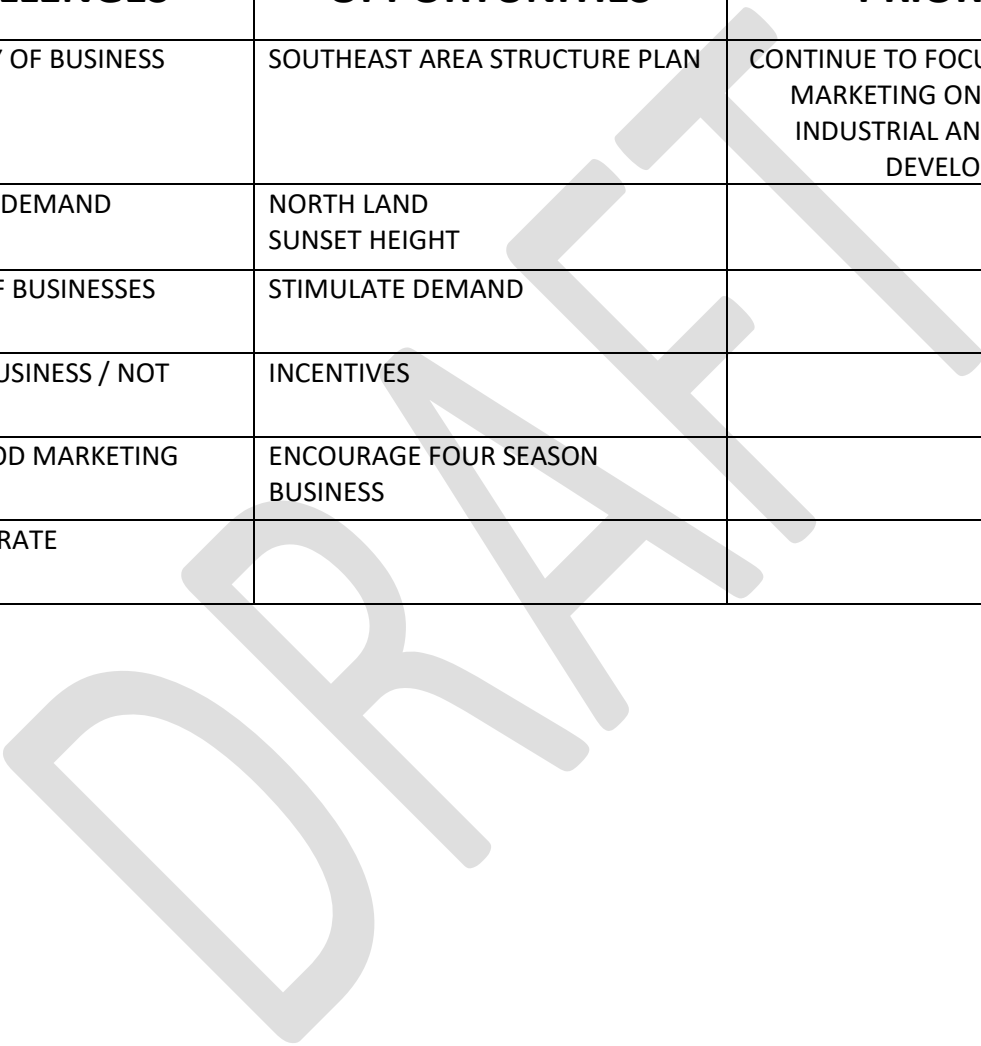 OPPORTUNITIES
Y OF BUSINESS
SOUTHEAST AREA STRUCTURE PLAN
CONTINUE TO FOCU
MARKETING ON
INDUSTRIAL AN
DEVELO
DEMAND
NORTH LAND
SUNSET HEIGHT
F BUSINESSES
STIMULATE DEMAND
USINESS / NOT
INCENTIVES
OD MARKETING
ENCOURAGE FOUR SEASON
BUSINESS
RATE
DRAFT